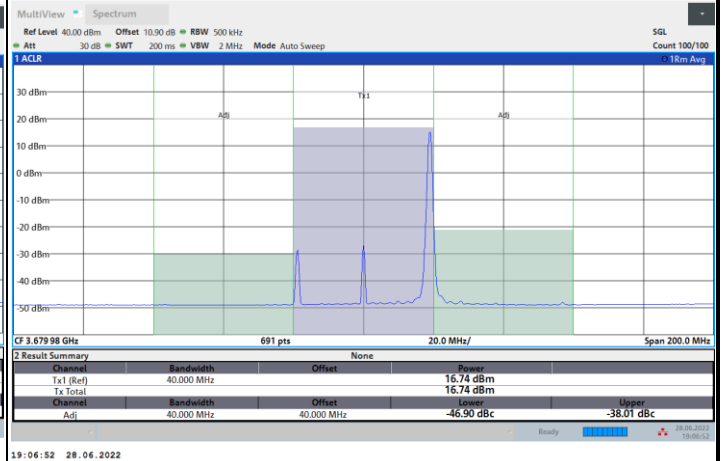 MultiView Spectrum
Ref Level 40.00 dBm Offset 10.90 dB RBW 500 kHz SGL
Att 30 dB SWT 200 ms VBW 2 MHz Mode Auto Sweep Count 100/100
1 ACLR 1Rm Avg
Tx1
Adj Adj
30 dBm
20 dBm
10 dBm
0 dBm
-10 dBm
-20 dBm
-30 dBm
-40 dBm
-50 dBm
CF 3.679 98 GHz 691 pts 20.0 MHz/ Span 200.0 MHz
2 Result Summary None
Channel Bandwidth Offset Power
Tx1 (Ref) 40.000 MHz 16.74 dBm
Tx Total 16.74 dBm
Channel Bandwidth Offset Lower Upper
Adj 40.000 MHz 40.000 MHz -46.90 dBc -38.01 dBc
Ready 28.06.2022
19:06:52
19:06:52 28.06.2022